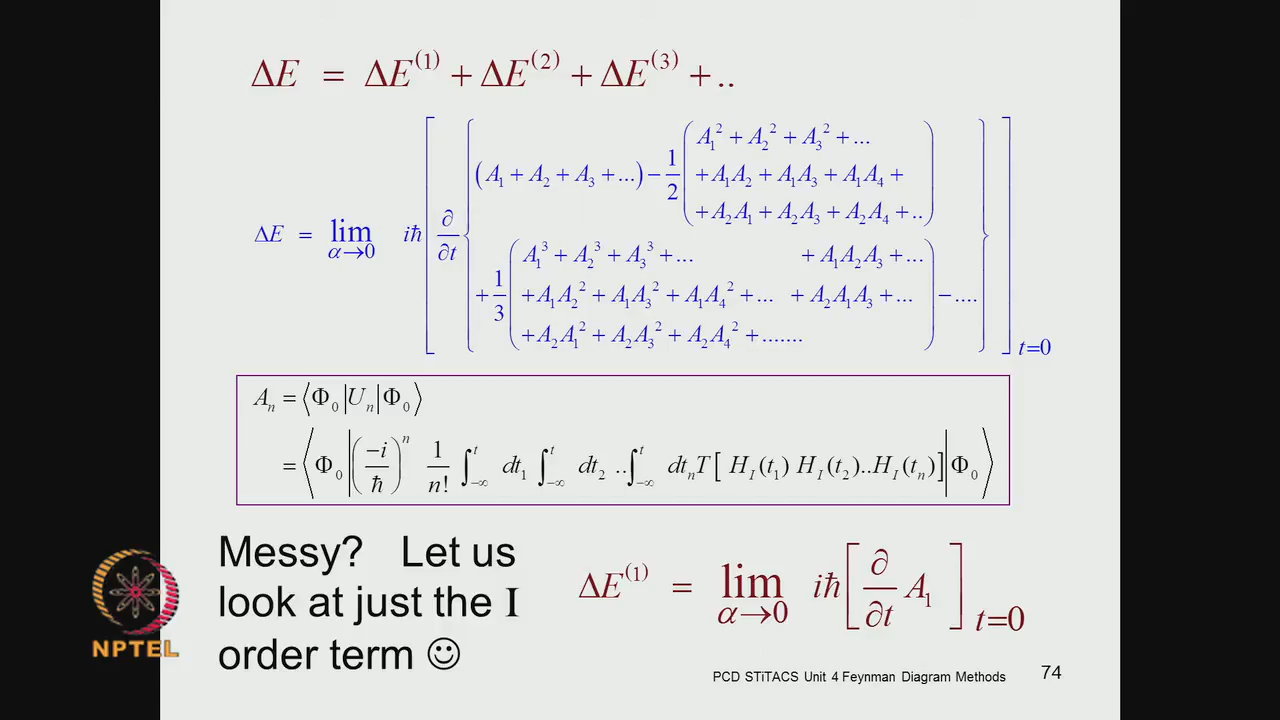 ΔE = ΔE^(1) + ΔE^(2) + ΔE^(3) + ..
ΔE = lim_{α→0} iħ [ ∂/∂t { (A_1 + A_2 + A_3 + ...) − 1/2 ( A_1^2 + A_2^2 + A_3^2 + ...
+ A_1A_2 + A_1A_3 + A_1A_4 +
+ A_2A_1 + A_2A_3 + A_2A_4 + .. )
+ 1/3 ( A_1^3 + A_2^3 + A_3^3 + ... + A_1A_2A_3 + ...
+ A_1A_2^2 + A_1A_3^2 + A_1A_4^2 + ... + A_2A_1A_3 + ...
+ A_2A_1^2 + A_2A_3^2 + A_2A_4^2 + ....... ) − .... } ]_{t=0}
A_n = ⟨Φ_0|U_n|Φ_0⟩
= ⟨Φ_0| (−i/ħ)^n 1/n! ∫_{−∞}^t dt_1 ∫_{−∞}^t dt_2 .. ∫_{−∞}^t dt_n T[ H_I(t_1) H_I(t_2)..H_I(t_n)] |Φ_0⟩
Messy? Let us
look at just the I
order term ☺
ΔE^(1) = lim_{α→0} iħ [ ∂/∂t A_1 ]_{t=0}
NPTEL
PCD STiTACS Unit 4 Feynman Diagram Methods 74